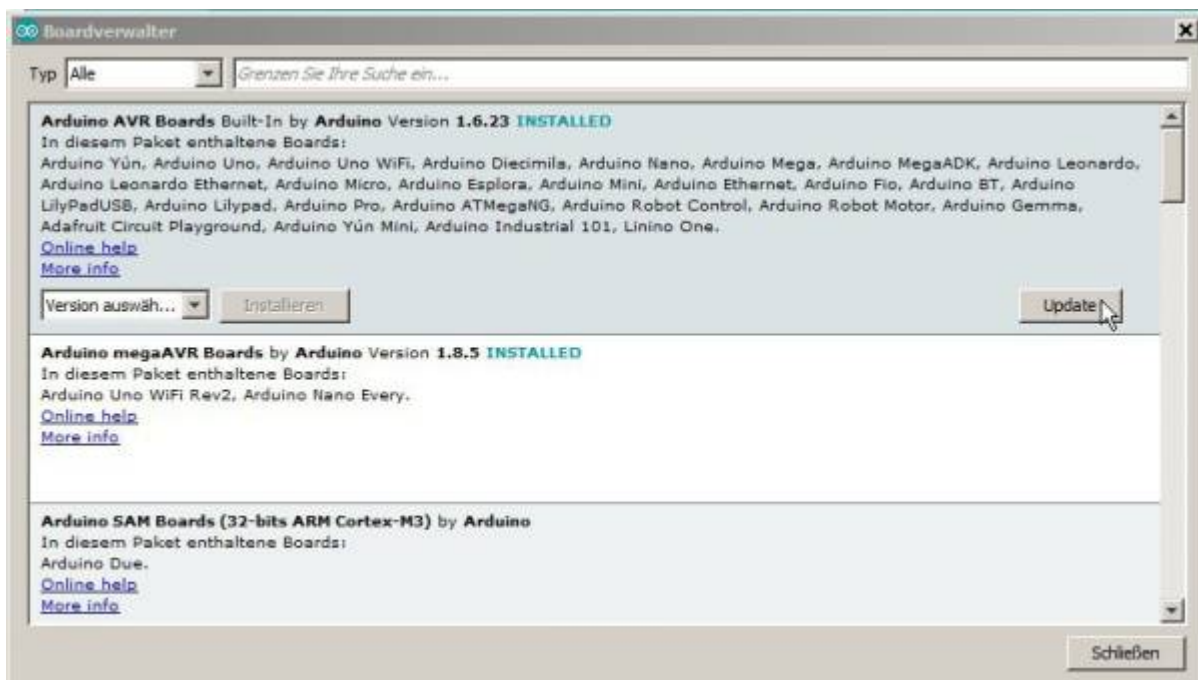 Boardverwalter
Typ Alle Grenzen Sie Ihre Suche ein...
Arduino AVR Boards Built-In by Arduino Version 1.6.23 INSTALLED
In diesem Paket enthaltene Boards:
Arduino Yún, Arduino Uno, Arduino Uno WiFi, Arduino Diecimila, Arduino Nano, Arduino Mega, Arduino MegaADK, Arduino Leonardo,
Arduino Leonardo Ethernet, Arduino Micro, Arduino Esplora, Arduino Mini, Arduino Ethernet, Arduino Fio, Arduino BT, Arduino
LilyPadUSB, Arduino Lilypad, Arduino Pro, Arduino ATMegaNG, Arduino Robot Control, Arduino Robot Motor, Arduino Gemma,
Adafruit Circuit Playground, Arduino Yún Mini, Arduino Industrial 101, Linino One.
Online help
More info
Version auswäh... Installieren Update
Arduino megaAVR Boards by Arduino Version 1.8.5 INSTALLED
In diesem Paket enthaltene Boards:
Arduino Uno WiFi Rev2, Arduino Nano Every.
Online help
More info
Arduino SAM Boards (32-bits ARM Cortex-M3) by Arduino
In diesem Paket enthaltene Boards:
Arduino Due.
Online help
More info
Schließen